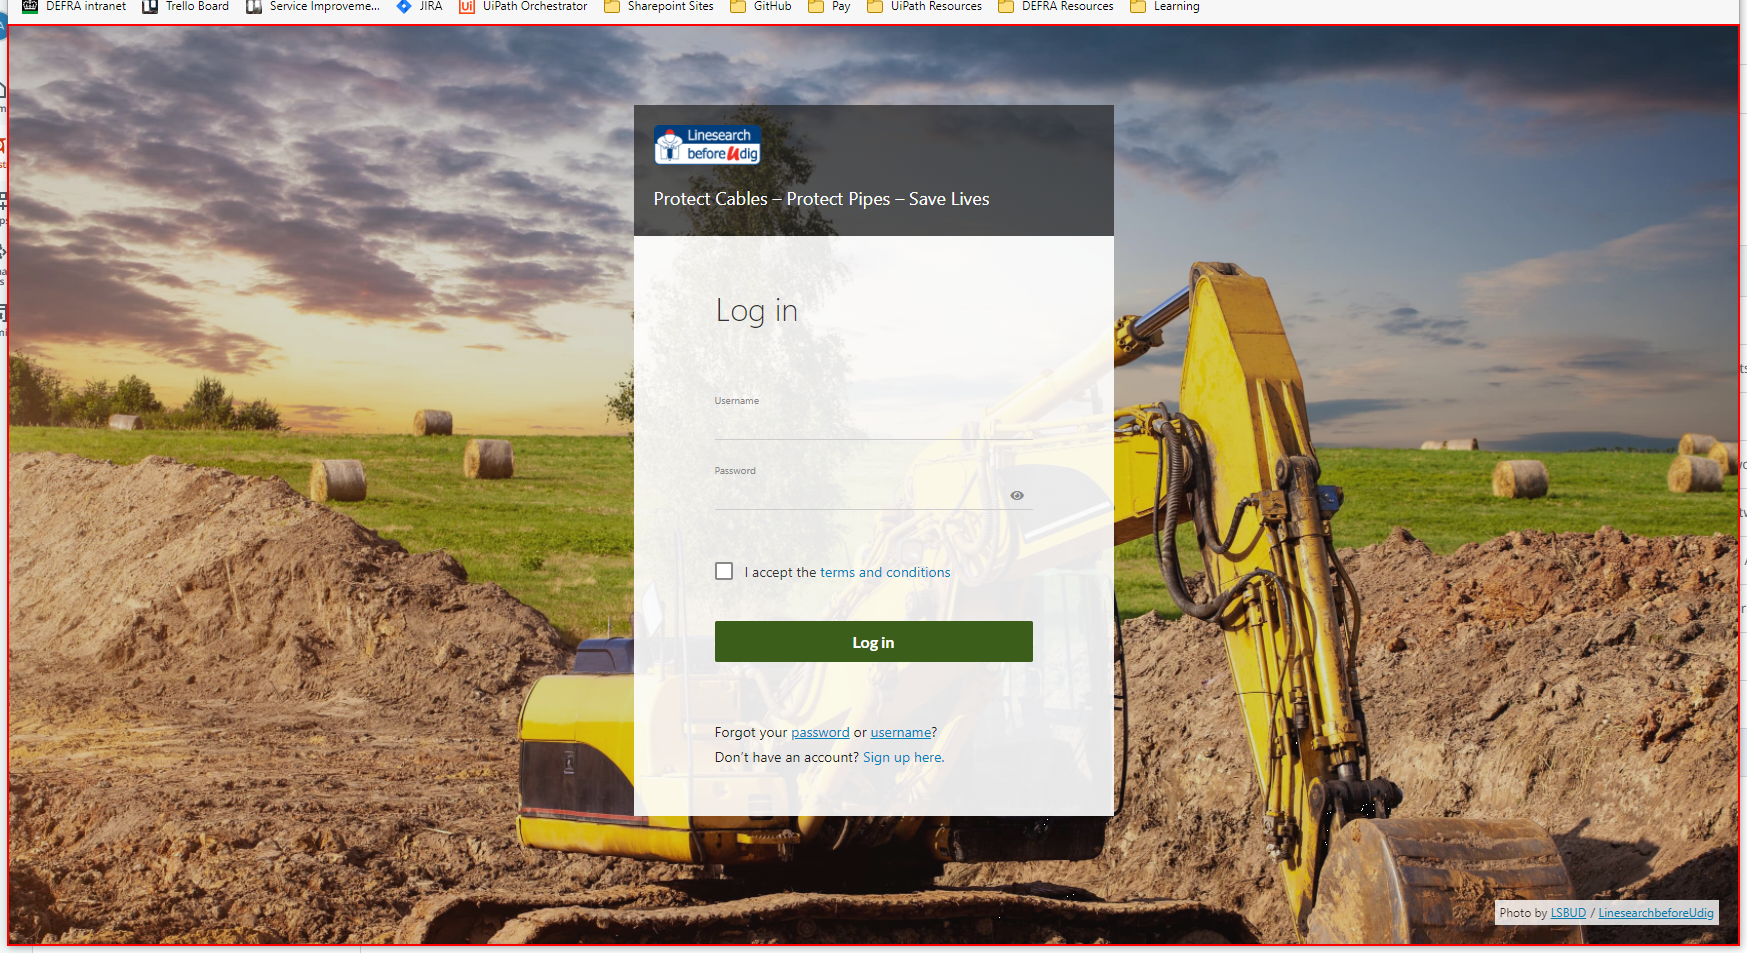 DEFRA intranet Trello Board Service Improveme... JIRA UiPath Orchestrator Sharepoint Sites GitHub Pay UiPath Resources DEFRA Resources Learning
Linesearch
beforeUdig
Protect Cables – Protect Pipes – Save Lives
Log in
Username
Password
I accept the terms and conditions
Log in
Forgot your password or username?
Don't have an account? Sign up here.
Photo by LSBUD / LinesearchbeforeUdig